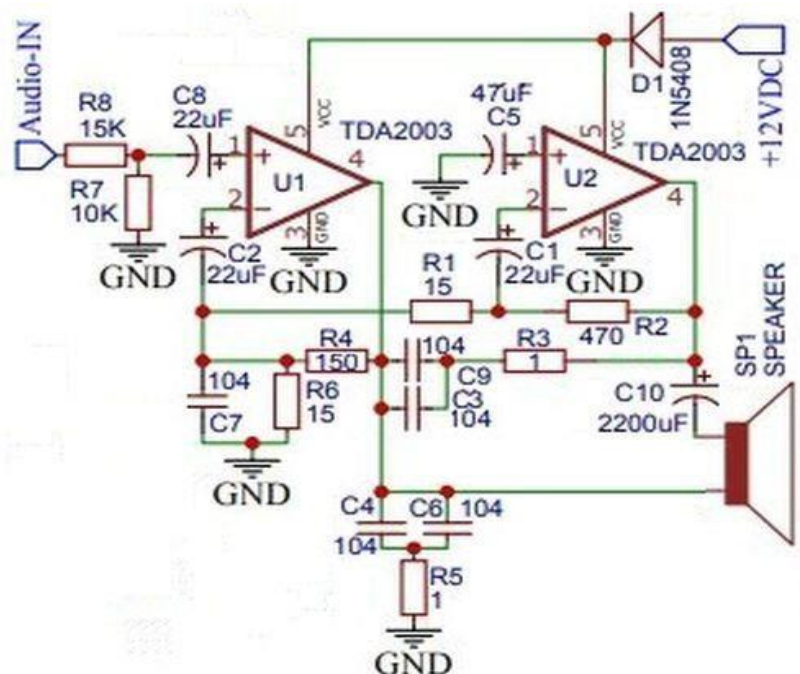 Audio-IN
R8
15K
R7
10K
GND
C8
22uF
1
+
2
-
5
VCC
4
3
GND
U1
TDA2003
GND
C2
22uF
47uF
C5
GND
1
+
2
-
5
VCC
4
3
GND
U2
TDA2003
GND
C1
22uF
D1
1N5408
+12VDC
R1
15
470
R2
R4
150
104
C9
C3
104
R3
1
104
C7
R6
15
GND
C10
2200uF
SP1
SPEAKER
C4
104
C6
104
R5
1
GND